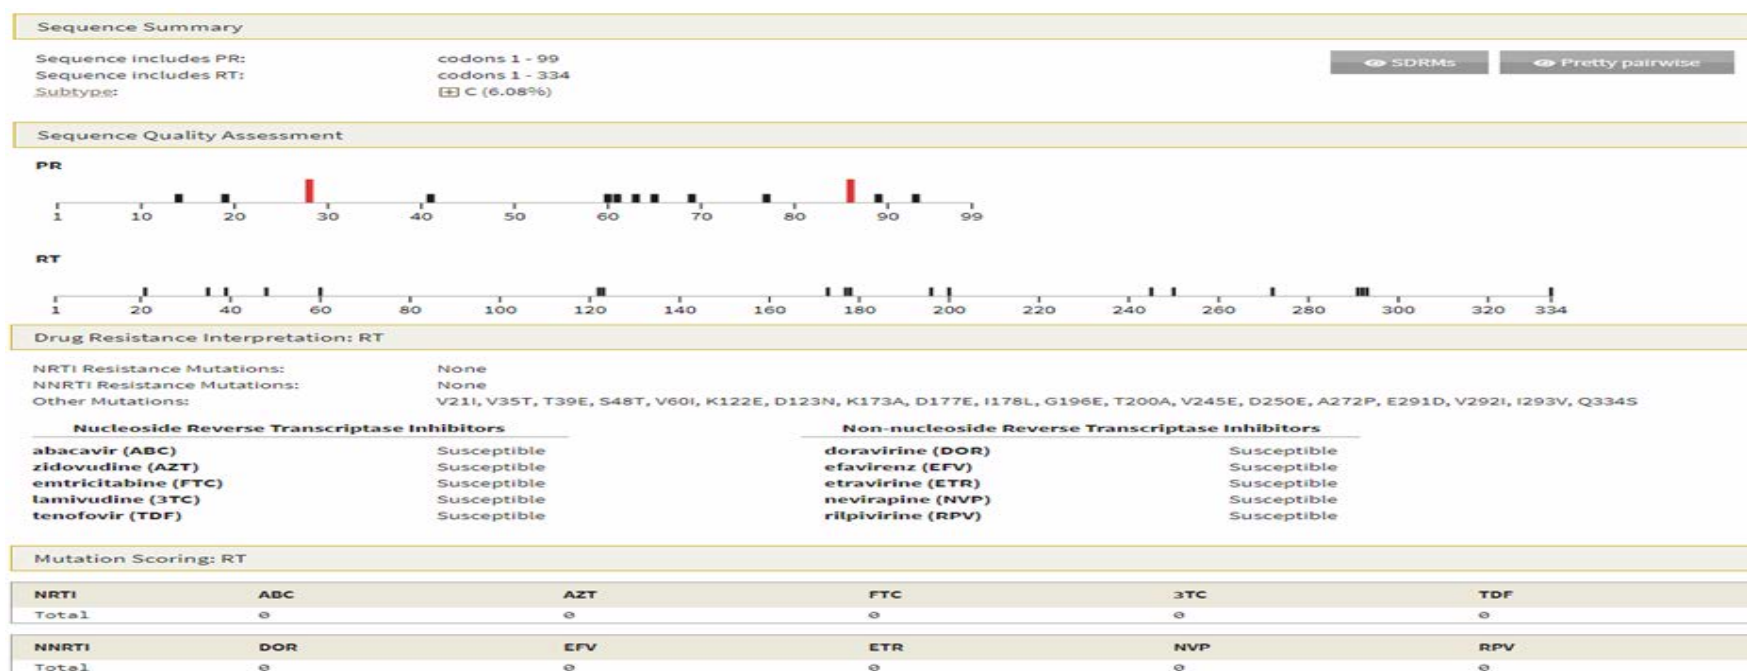 Sequence Summary
Sequence includes PR: codons 1 - 99
Sequence includes RT: codons 1 - 334
Subtype: C (6.08%)
SDRMs Pretty pairwise
Sequence Quality Assessment
PR
1 10 20 30 40 50 60 70 80 90 99
RT
1 20 40 60 80 100 120 140 160 180 200 220 240 260 280 300 320 334
Drug Resistance Interpretation: RT
NRTI Resistance Mutations: None
NNRTI Resistance Mutations: None
Other Mutations: V21I, V35T, T39E, S48T, V60I, K122E, D123N, K173A, D177E, I178L, G196E, T200A, V245E, D250E, A272P, E291D, V292I, I293V, Q334S
Nucleoside Reverse Transcriptase Inhibitors Non-nucleoside Reverse Transcriptase Inhibitors
abacavir (ABC) Susceptible doravirine (DOR) Susceptible
zidovudine (AZT) Susceptible efavirenz (EFV) Susceptible
emtricitabine (FTC) Susceptible etravirine (ETR) Susceptible
lamivudine (3TC) Susceptible nevirapine (NVP) Susceptible
tenofovir (TDF) Susceptible rilpivirine (RPV) Susceptible
Mutation Scoring: RT
NRTI ABC AZT FTC 3TC TDF
Total 0 0 0 0 0
NNRTI DOR EFV ETR NVP RPV
Total 0 0 0 0 0